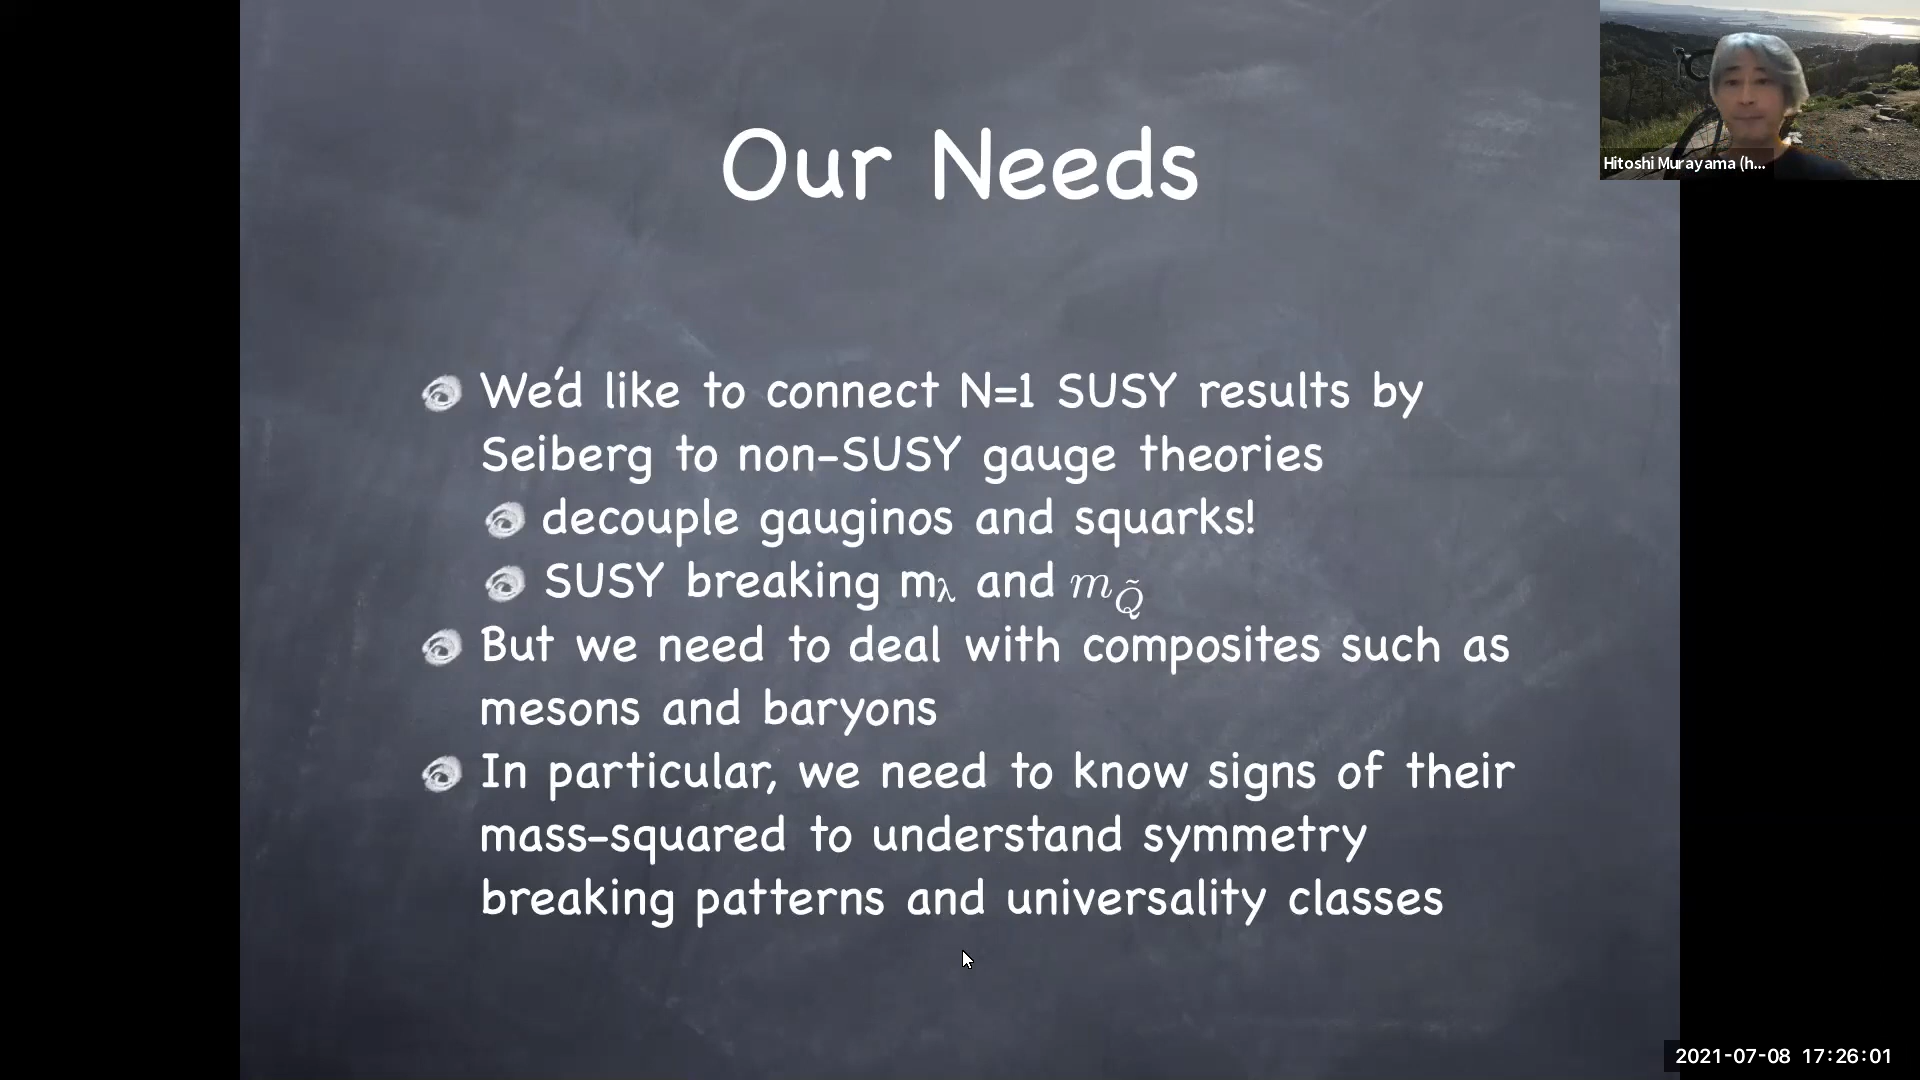 Our Needs
Hitoshi Murayama (h...
We'd like to connect N=1 SUSY results by
Seiberg to non-SUSY gauge theories
decouple gauginos and squarks!
SUSY breaking mλ and m_Q̃
But we need to deal with composites such as
mesons and baryons
In particular, we need to know signs of their
mass-squared to understand symmetry
breaking patterns and universality classes
2021-07-08 17:26:01